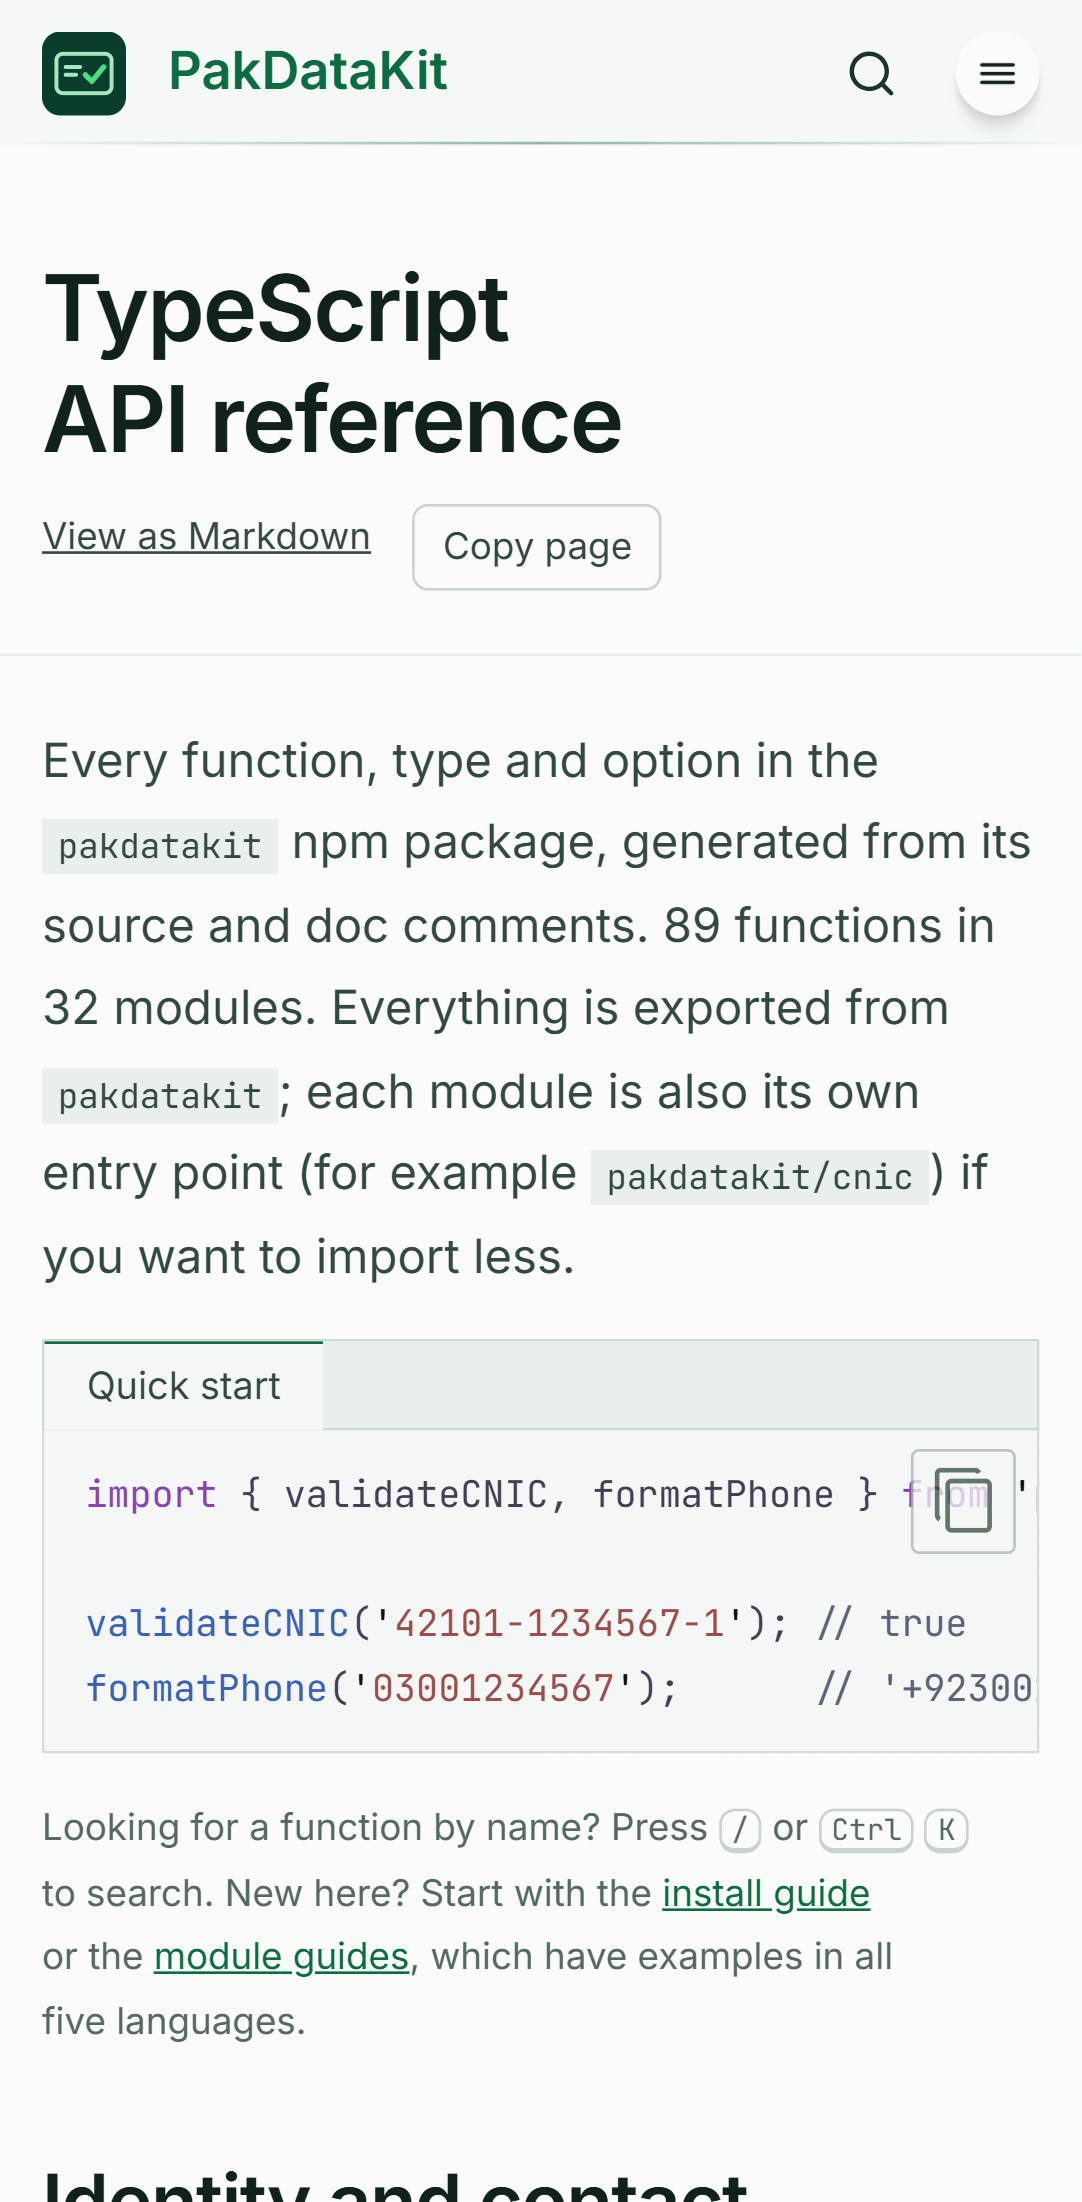 PakDataKit
TypeScript
API reference
View as Markdown
Copy page
Every function, type and option in the
pakdatakit npm package, generated from its
source and doc comments. 89 functions in
32 modules. Everything is exported from
pakdatakit; each module is also its own
entry point (for example pakdatakit/cnic) if
you want to import less.
Quick start
import { validateCNIC, formatPhone } from '
validateCNIC('42101-1234567-1'); // true
formatPhone('03001234567'); // '+92300
Looking for a function by name? Press / or Ctrl K
to search. New here? Start with the install guide
or the module guides, which have examples in all
five languages.
Identity and contact